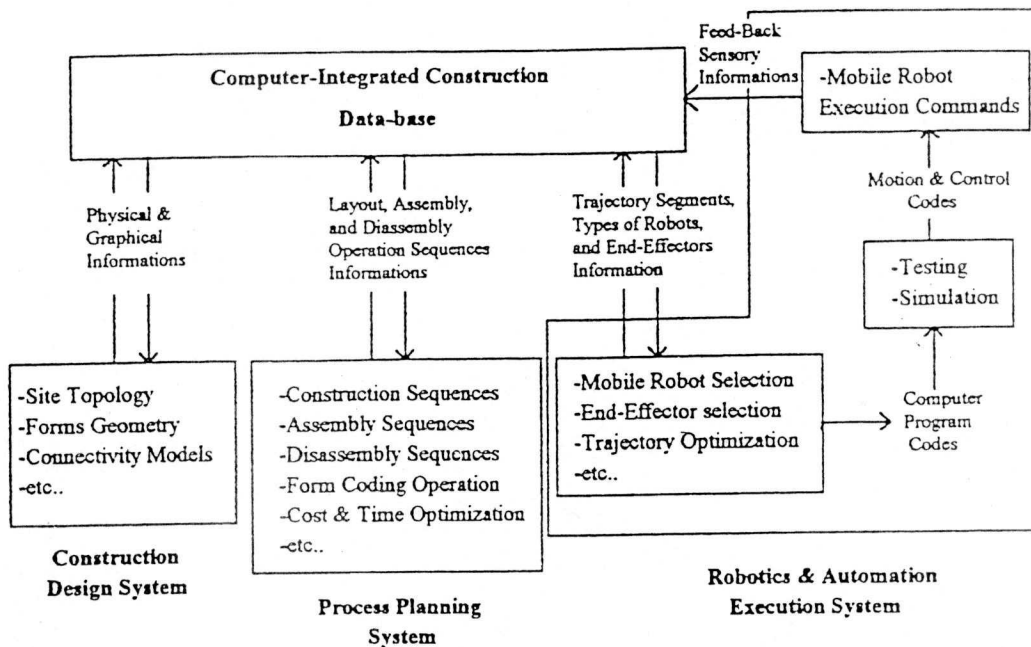 Computer-Integrated Construction
Data-base
Feed-Back
Sensory
Informations
-Mobile Robot
Execution Commands
Physical &
Graphical
Informations
Layout, Assembly,
and Diassembly
Operation Sequences
Informations
Trajectory Segments,
Types of Robots,
and End-Effectors
Information
Motion & Control
Codes
-Testing
-Simulation
-Site Topology
-Forms Geometry
-Connectivity Models
-etc..
-Construction Sequences
-Assembly Sequences
-Disassembly Sequences
-Form Coding Operation
-Cost & Time Optimization
-etc..
-Mobile Robot Selection
-End-Effector selection
-Trajectory Optimization
-etc..
Computer
Program
Codes
Construction
Design System
Process Planning
System
Robotics & Automation
Execution System